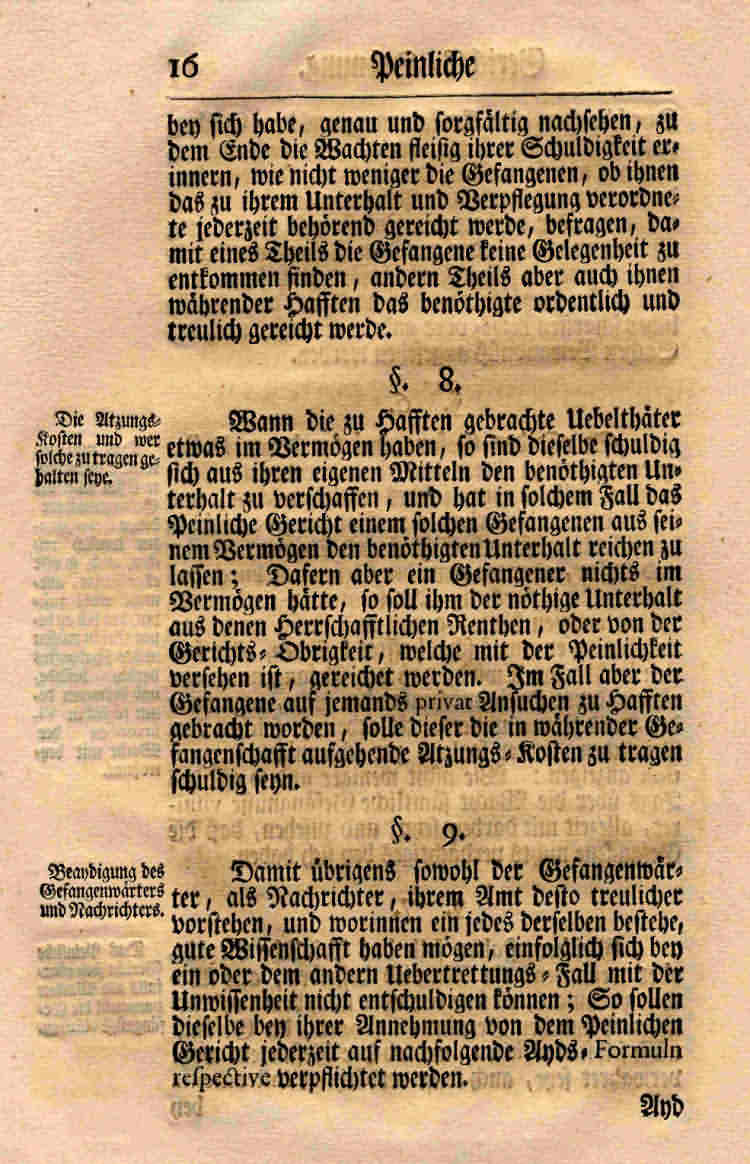 16 Peinliche
bey sich habe, genau und sorgfältig nachsehen, zu
dem Ende die Wachten fleisig ihrer Schuldigkeit er-
innern, wie nicht weniger die Gefangenen, ob ihnen
das zu ihrem Unterhalt und Verpflegung verordne-
te jederzeit behörend gereicht werde, befragen, da-
mit eines Theils die Gefangene keine Gelegenheit zu
entkommen finden, andern Theils aber auch ihnen
währender Hafften das benöthigte ordentlich und
treulich gereicht werde.
§. 8.
Die Atzungs-
Kosten und wer
solche zu tragen ge-
halten seye.
Wann die zu Hafften gebrachte Uebelthäter
etwas im Vermögen haben, so sind dieselbe schuldig
sich aus ihren eigenen Mitteln den benöthigten Un-
terhalt zu verschaffen, und hat in solchem Fall das
Peinliche Gericht einem solchen Gefangenen aus sei-
nem Vermögen den benöthigten Unterhalt reichen zu
lassen; Dafern aber ein Gefangener nichts im
Vermögen hätte, so soll ihm der nöthige Unterhalt
aus denen Herrschafftlichen Renthen, oder von der
Gerichts-Obrigkeit, welche mit der Peinlichkeit
versehen ist, gereichet werden. Im Fall aber der
Gefangene auf jemands privat Ansuchen zu Hafften
gebracht worden, solle dieser die in währender Ge-
fangenschafft aufgehende Atzungs-Kosten zu tragen
schuldig seyn.
§. 9.
Beaydigung des
Gefangenwärters
und Nachrichters.
Damit übrigens sowohl der Gefangenwär-
ter, als Nachrichter, ihrem Amt desto treulicher
vorstehen, und worinnen ein jedes derselben bestehe,
gute Wissenschafft haben mögen, einfolglich sich bey
ein oder dem andern Uebertrettungs-Fall mit der
Unwissenheit nicht entschuldigen können; So sollen
dieselbe bey ihrer Annehmung von dem Peinlichen
Gericht jederzeit auf nachfolgende Ayds-Formuln
respective verpflichtet werden.
Ayd